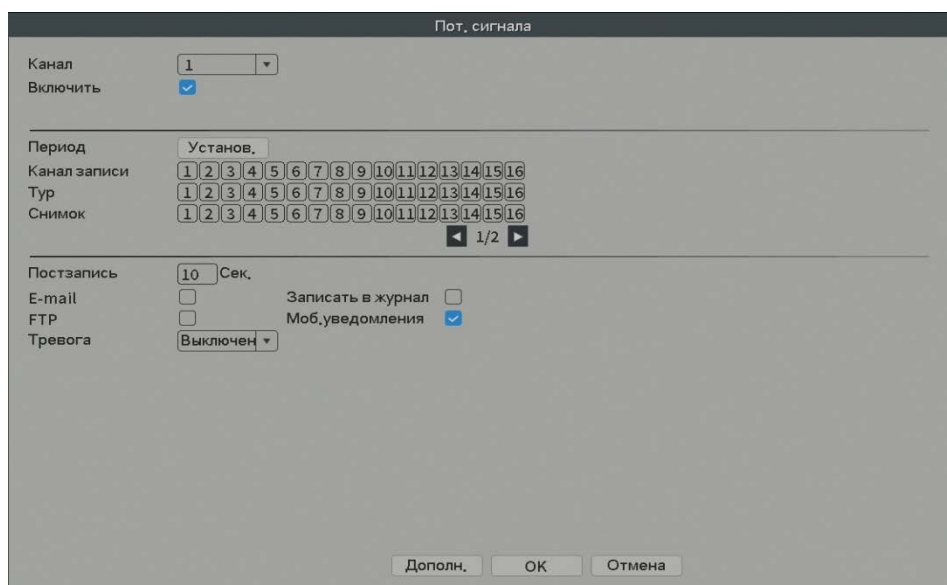 Пот. сигнала
Канал 1
Включить
Период Установ.
Канал записи 1 2 3 4 5 6 7 8 9 10 11 12 13 14 15 16
Тур 1 2 3 4 5 6 7 8 9 10 11 12 13 14 15 16
Снимок 1 2 3 4 5 6 7 8 9 10 11 12 13 14 15 16
1/2
Постзапись 10 Сек.
E-mail Записать в журнал
FTP Моб.уведомления
Тревога Выключен
Дополн. OK Отмена